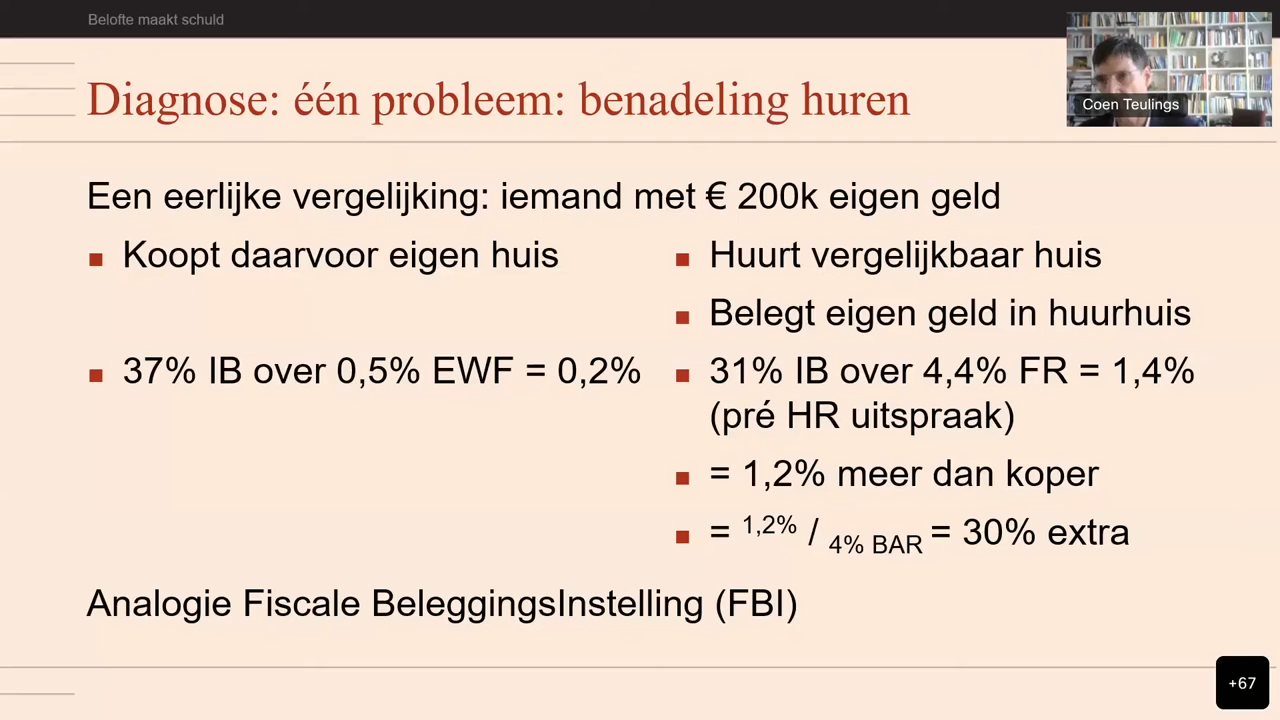 Belofte maakt schuld
Coen Teulings
Diagnose: één probleem: benadeling huren
Een eerlijke vergelijking: iemand met € 200k eigen geld
▪ Koopt daarvoor eigen huis
▪ 37% IB over 0,5% EWF = 0,2%
▪ Huurt vergelijkbaar huis
▪ Belegt eigen geld in huurhuis
▪ 31% IB over 4,4% FR = 1,4%
(pré HR uitspraak)
▪ = 1,2% meer dan koper
▪ = 1,2% / 4% BAR = 30% extra
Analogie Fiscale BeleggingsInstelling (FBI)
+67